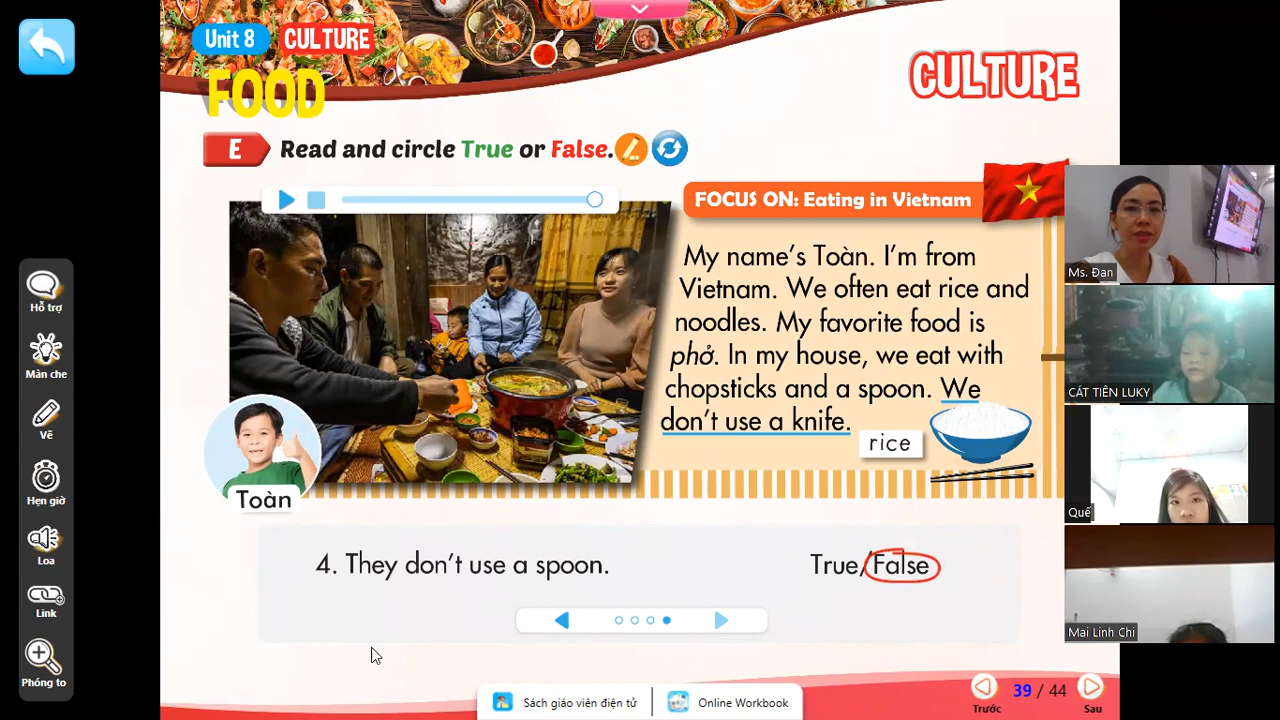 Unit 8
CULTURE
FOOD
CULTURE
E
Read and circle True or False.
FOCUS ON: Eating in Vietnam
My name's Toàn. I'm from
Vietnam. We often eat rice and
noodles. My favorite food is
phở. In my house, we eat with
chopsticks and a spoon. We
don't use a knife.
rice
Toàn
4. They don't use a spoon.
True/False
Hỗ trợ
Màn che
Vẽ
Hẹn giờ
Loa
Link
Phóng to
Ms. Đan
CÁT TIÊN LUKY
Quế
Mai Linh Chi
Sách giáo viên điện tử
Online Workbook
Trước
39 / 44
Sau